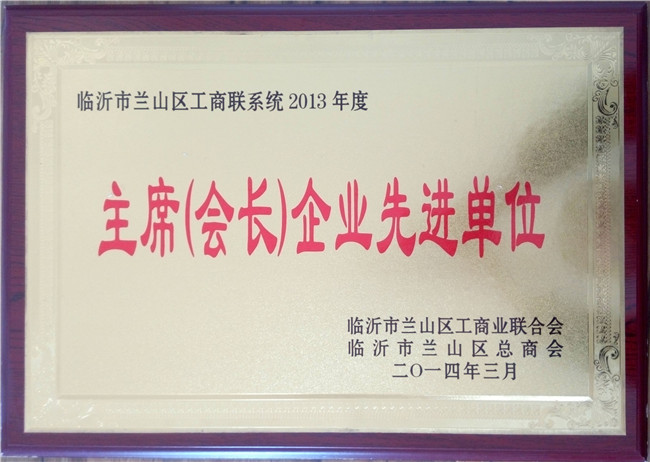 临沂市兰山区工商联系统2013年度
主席(会长)企业先进单位
临沂市兰山区工商业联合会
临沂市兰山区总商会
二〇一四年三月